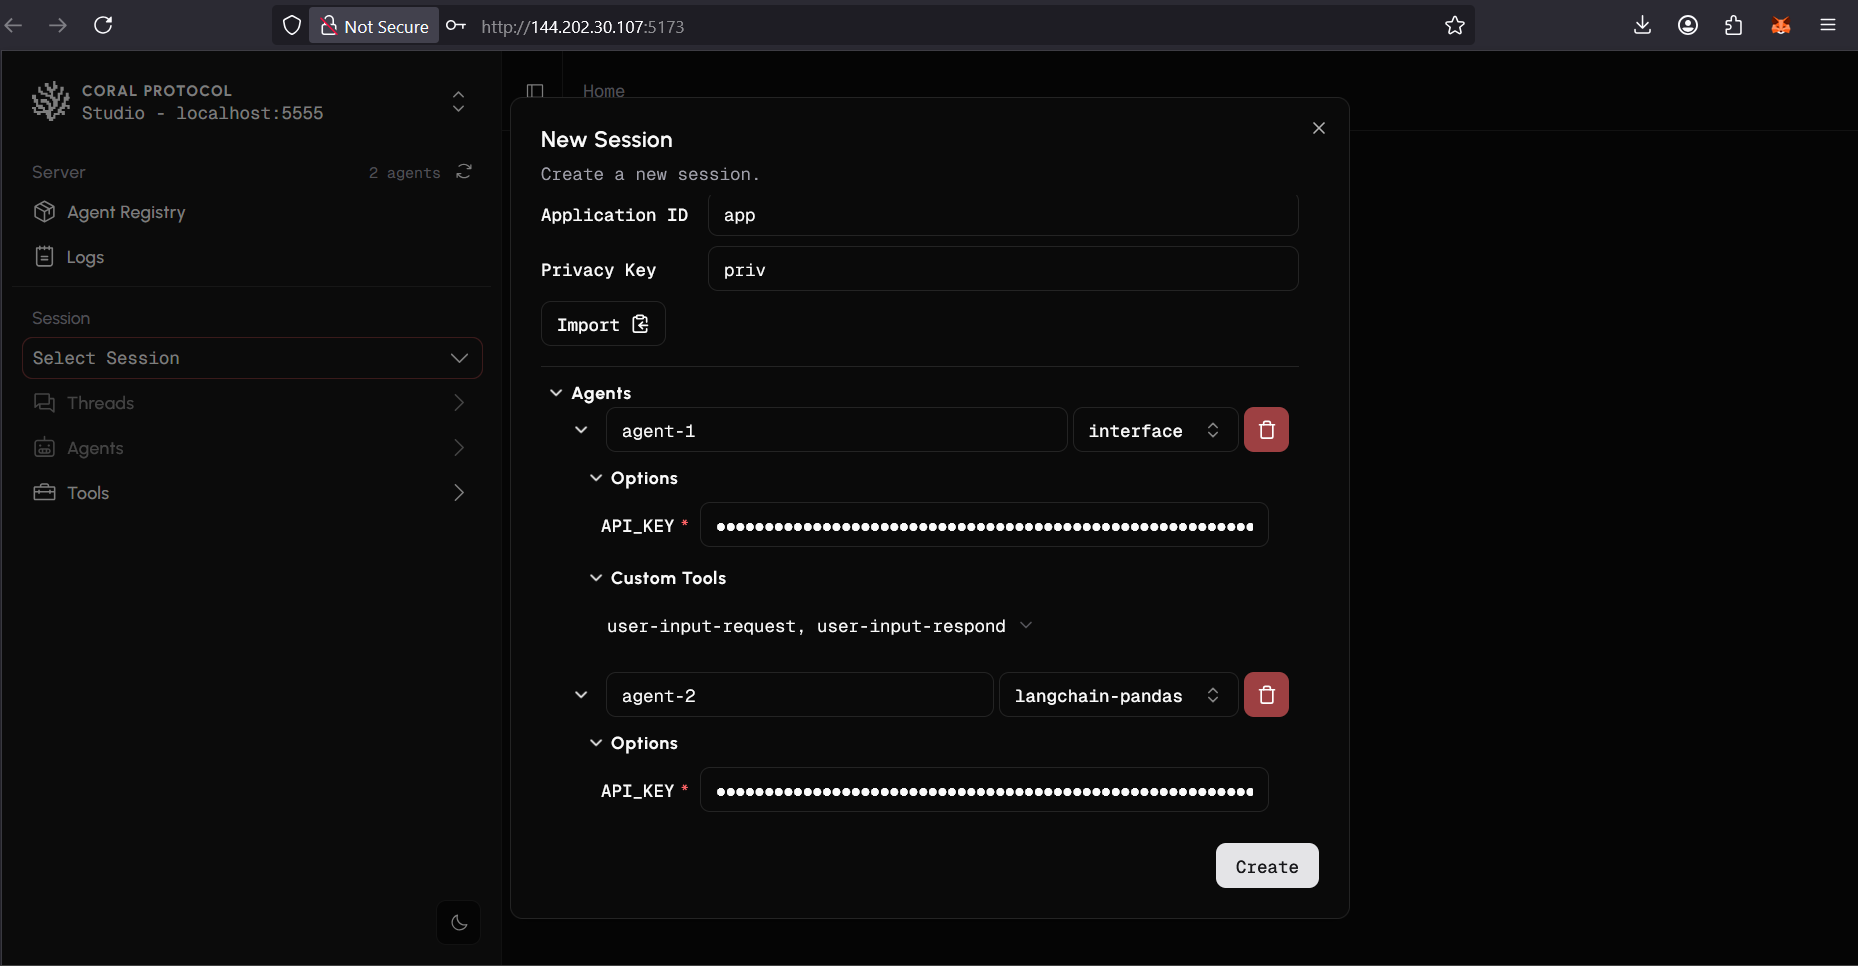 Not Secure
http://144.202.30.107:5173
CORAL PROTOCOL
Studio - localhost:5555
Server
2 agents
Agent Registry
Logs
Session
Select Session
Threads
Agents
Tools
Home
New Session
Create a new session.
Application ID
app
Privacy Key
priv
Import
Agents
agent-1
interface
Options
API_KEY *
Custom Tools
user-input-request, user-input-respond
agent-2
langchain-pandas
Options
API_KEY *
Create